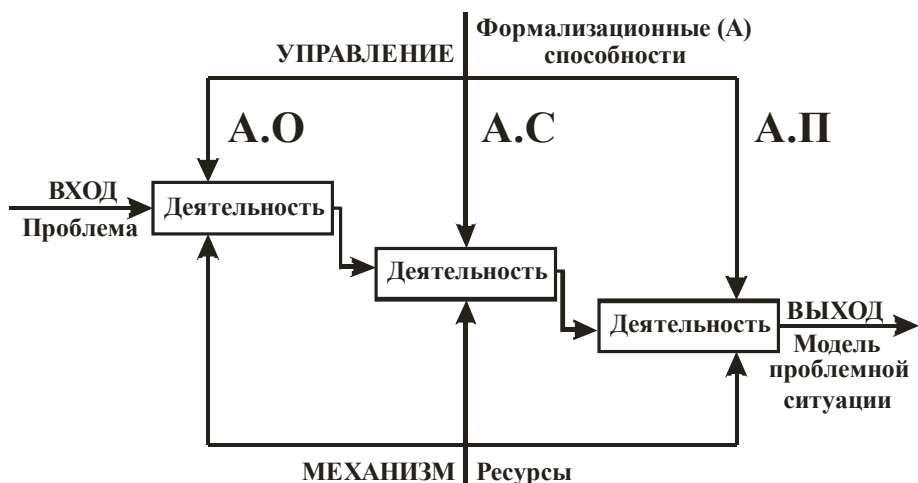 УПРАВЛЕНИЕ
Формализационные (А)
способности
А.О
А.С
А.П
ВХОД
Проблема
Деятельность
Деятельность
Деятельность
ВЫХОД
Модель
проблемной
ситуации
МЕХАНИЗМ
Ресурсы